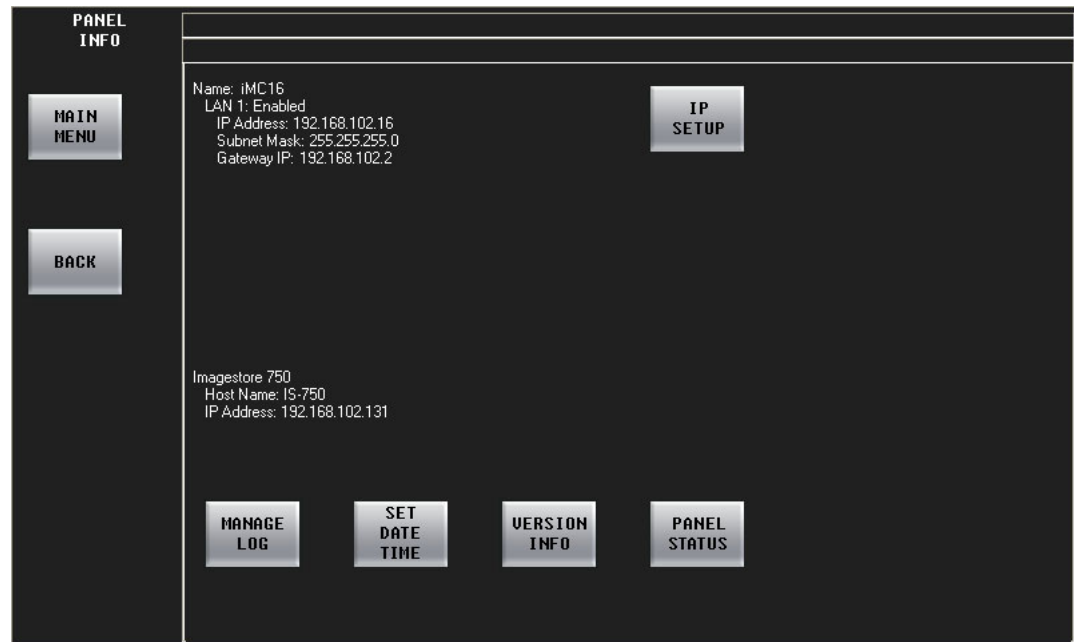 PANEL
INFO
MAIN
MENU
BACK
Name: iMC16
LAN 1: Enabled
IP Address: 192.168.102.16
Subnet Mask: 255.255.255.0
Gateway IP: 192.168.102.2
IP
SETUP
Imagestore 750
Host Name: IS-750
IP Address: 192.168.102.131
MANAGE
LOG
SET
DATE
TIME
VERSION
INFO
PANEL
STATUS